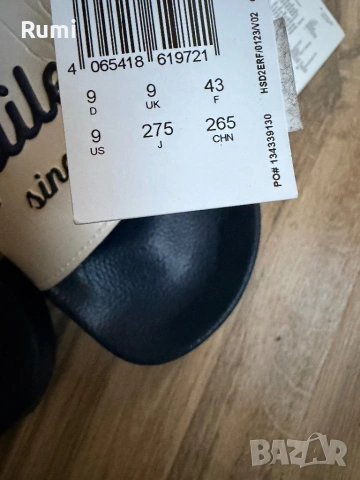 Rumi
4 065418 619721
9 9 43
D UK F
9 275 265
US J CHN
HSD2ERF/0123/V02
PO# 134339130
sinc
bazar.bg